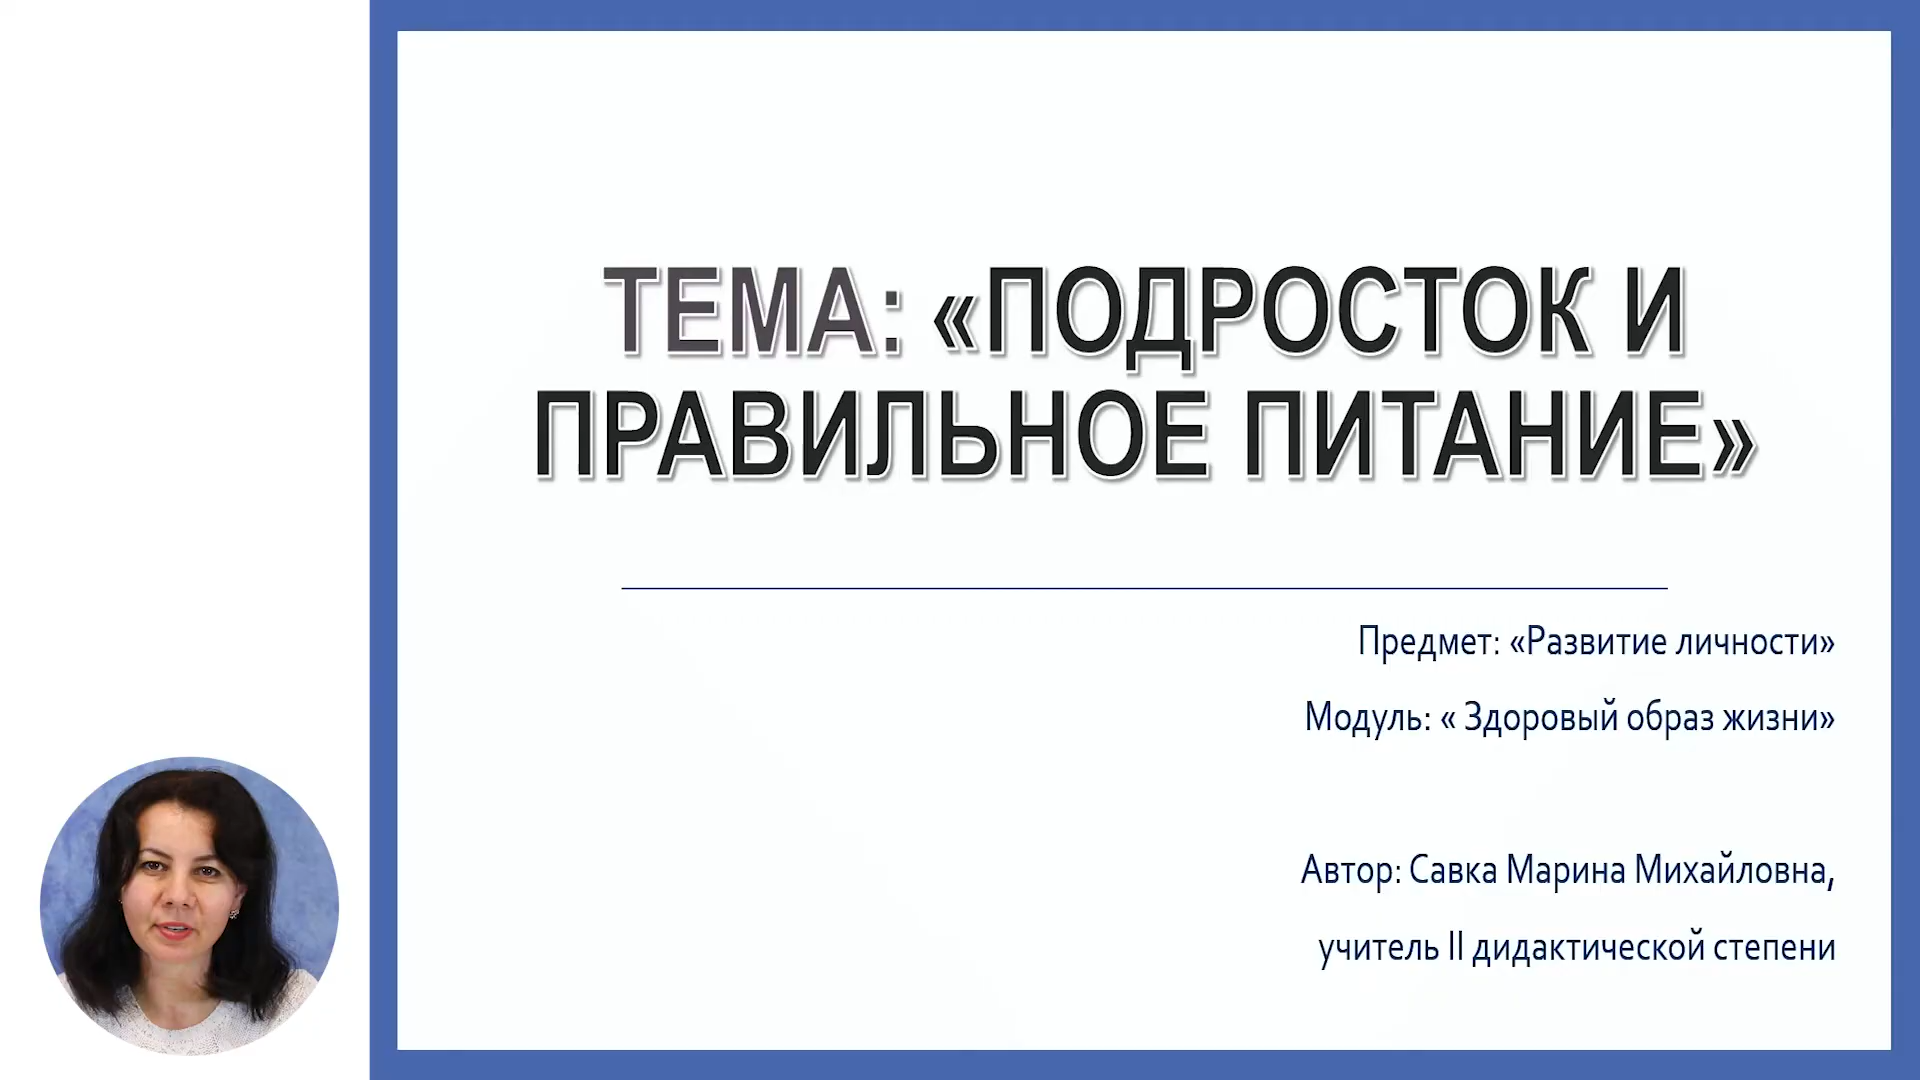 ТЕМА: «ПОДРОСТОК И
ПРАВИЛЬНОЕ ПИТАНИЕ»
Предмет: «Развитие личности»
Модуль: « Здоровый образ жизни»
Автор: Савка Марина Михайловна,
учитель II дидактической степени